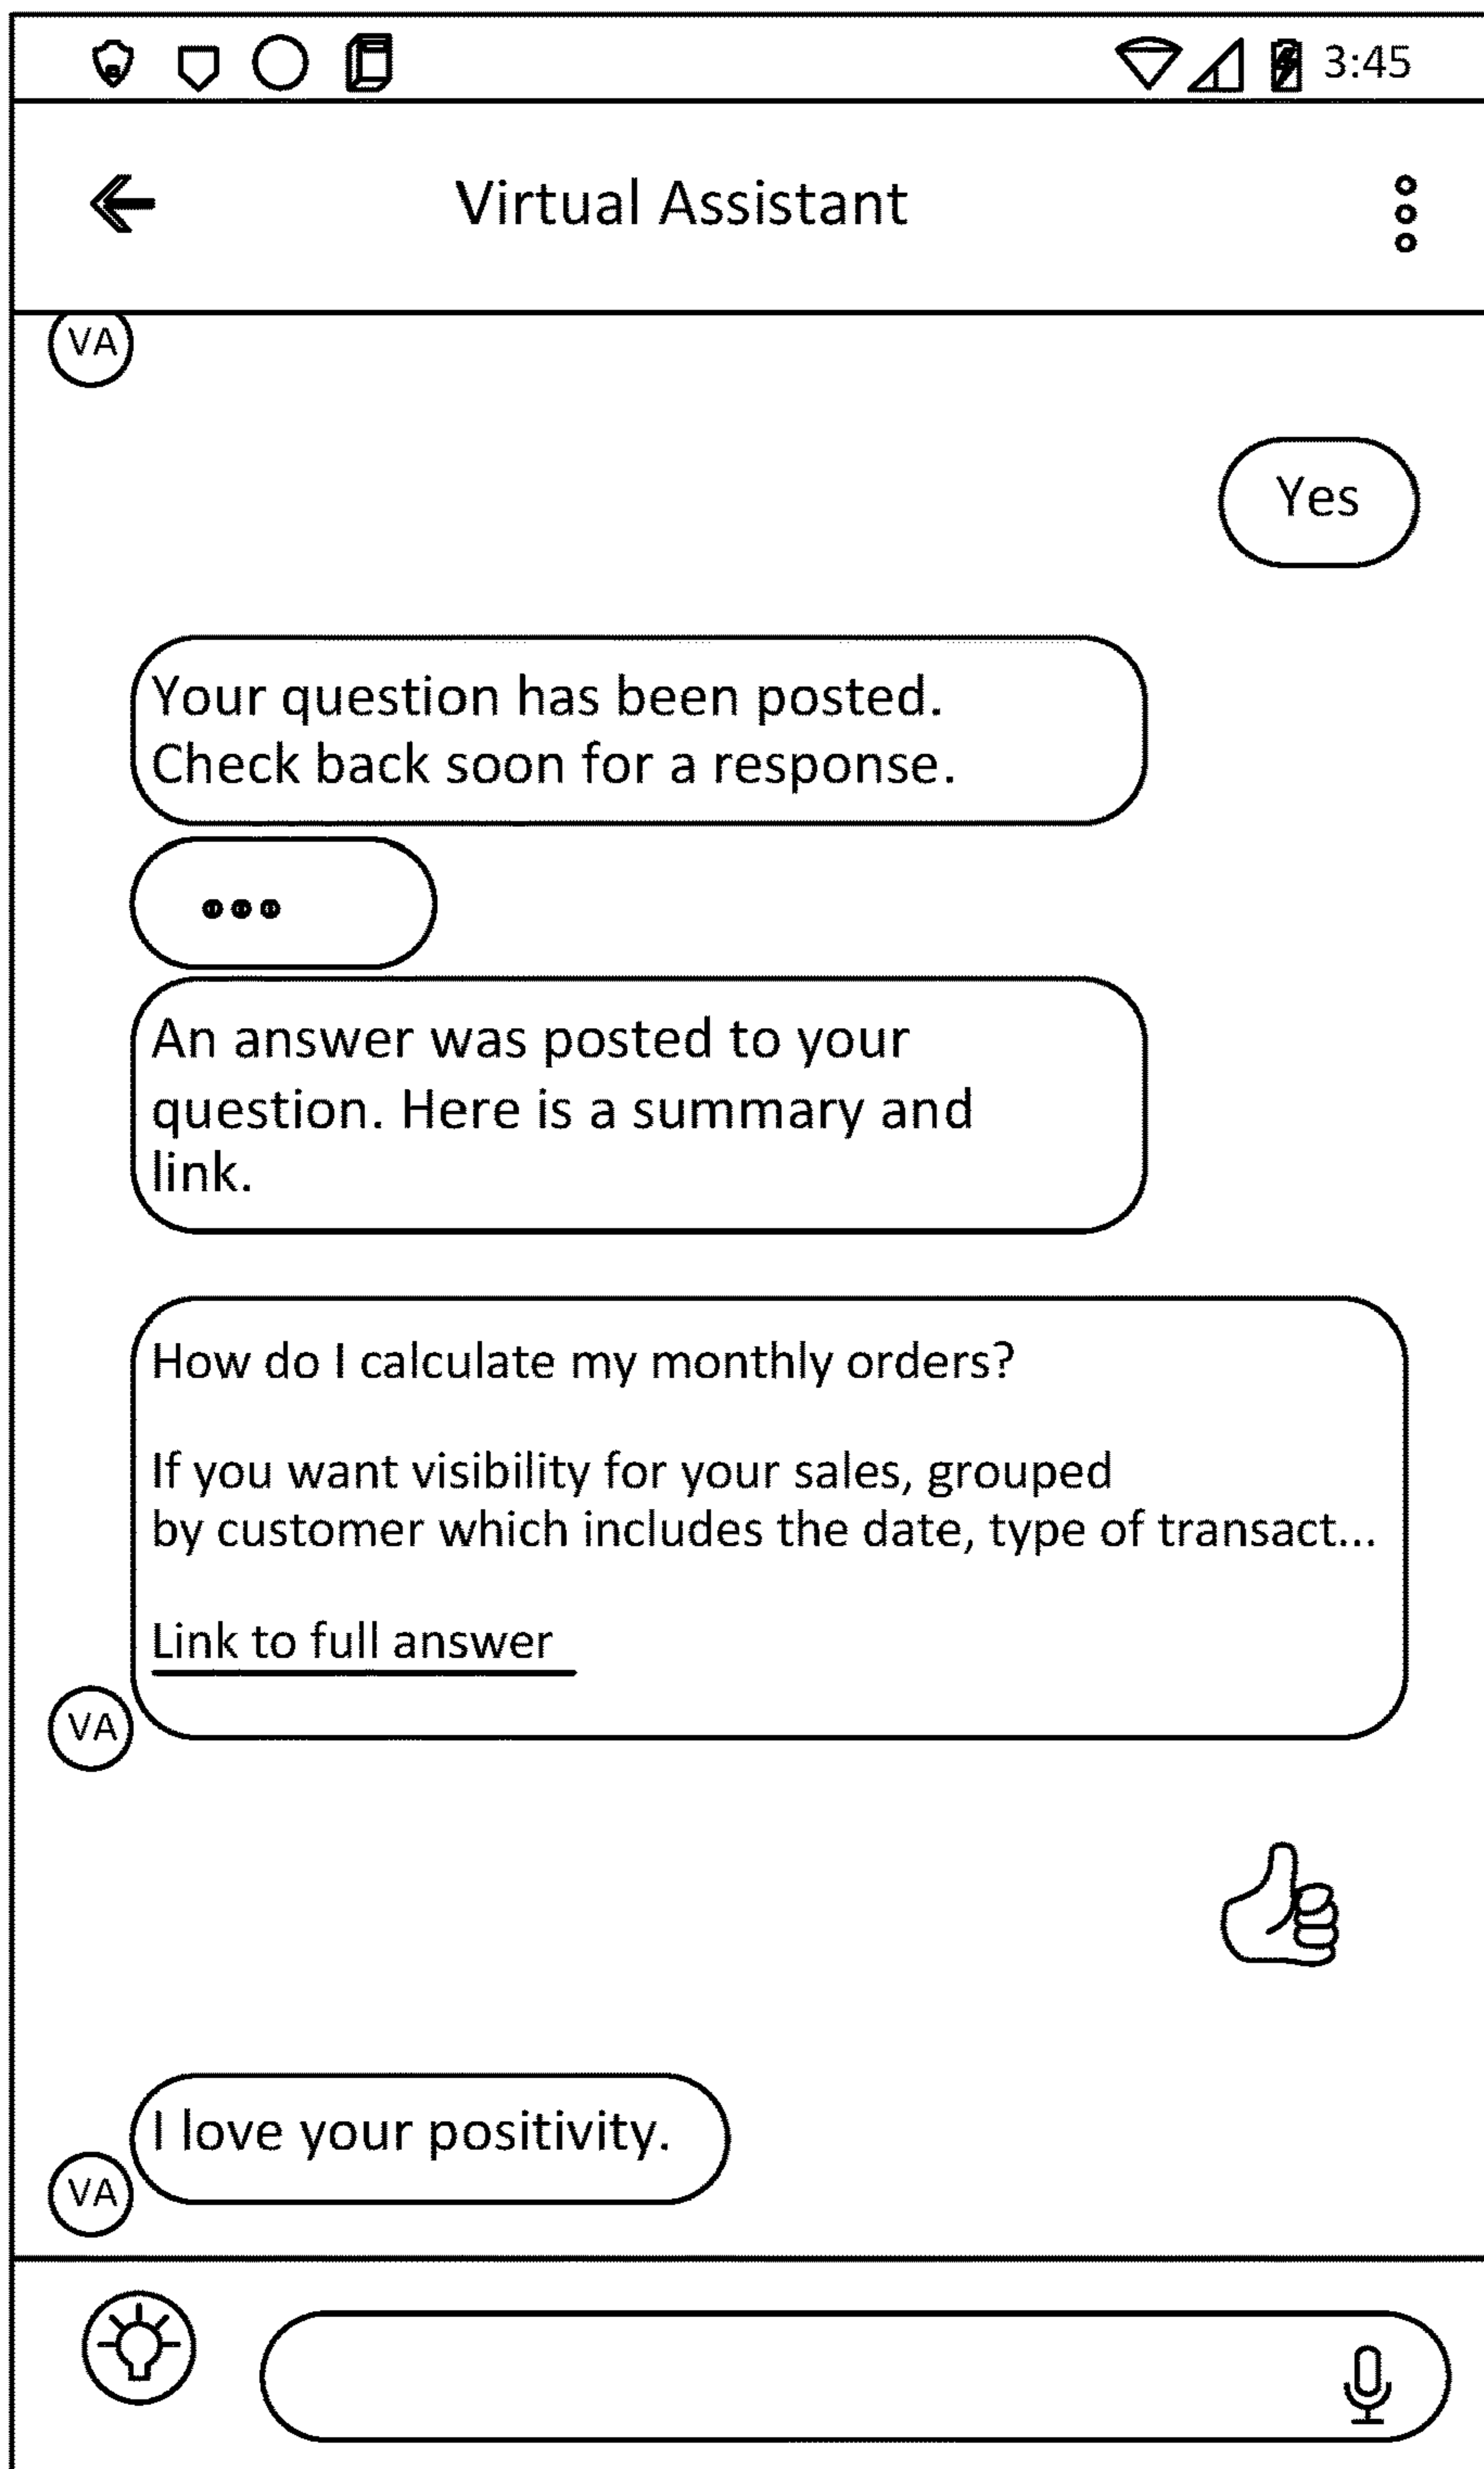 3:45
Virtual Assistant
VA
Yes
Your question has been posted.
Check back soon for a response.
An answer was posted to your
question. Here is a summary and
link.
How do I calculate my monthly orders?
If you want visibility for your sales, grouped
by customer which includes the date, type of transact...
Link to full answer
VA
I love your positivity.
VA